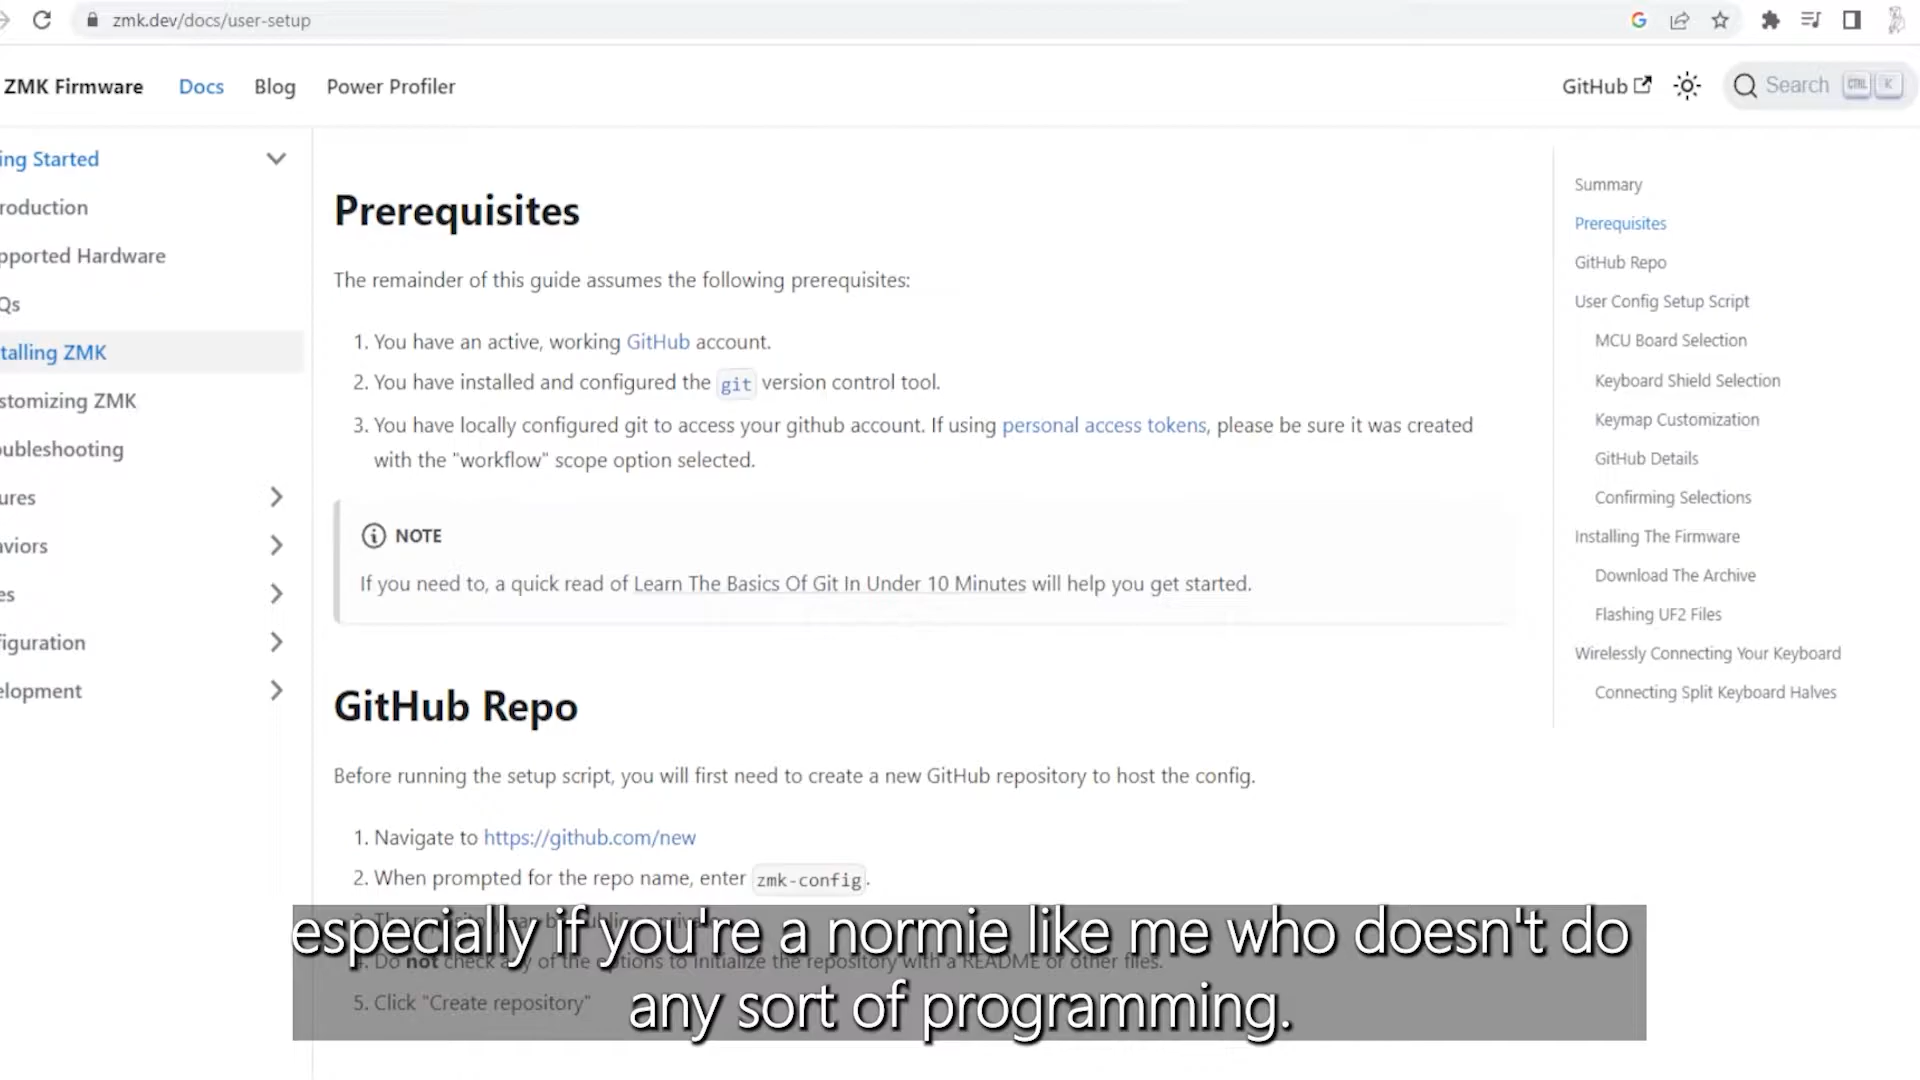 zmk.dev/docs/user-setup
ZMK Firmware Docs Blog Power Profiler GitHub Search CTRL K
ing Started
roduction
pported Hardware
Qs
talling ZMK
stomizing ZMK
ubleshooting
ures
aviors
es
figuration
elopment
Prerequisites
The remainder of this guide assumes the following prerequisites:
1. You have an active, working GitHub account.
2. You have installed and configured the git version control tool.
3. You have locally configured git to access your github account. If using personal access tokens, please be sure it was created
with the "workflow" scope option selected.
NOTE
If you need to, a quick read of Learn The Basics Of Git In Under 10 Minutes will help you get started.
GitHub Repo
Before running the setup script, you will first need to create a new GitHub repository to host the config.
1. Navigate to https://github.com/new
2. When prompted for the repo name, enter zmk-config.
4. Do not check any of the options to initialize the repository with a README or other files.
5. Click "Create repository"
Summary
Prerequisites
GitHub Repo
User Config Setup Script
MCU Board Selection
Keyboard Shield Selection
Keymap Customization
GitHub Details
Confirming Selections
Installing The Firmware
Download The Archive
Flashing UF2 Files
Wirelessly Connecting Your Keyboard
Connecting Split Keyboard Halves
especially if you're a normie like me who doesn't do
any sort of programming.